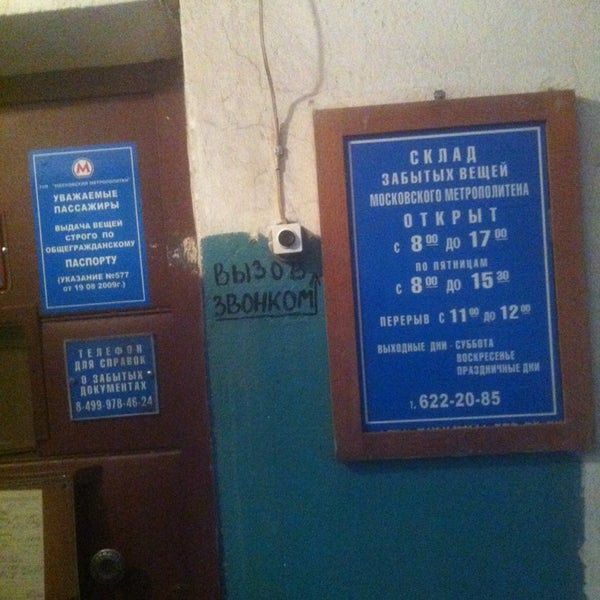 М
ГУП "МОСКОВСКИЙ МЕТРОПОЛИТЕН"
УВАЖАЕМЫЕ
ПАССАЖИРЫ
ВЫДАЧА ВЕЩЕЙ
СТРОГО ПО
ОБЩЕГРАЖДАНСКОМУ
ПАСПОРТУ
(УКАЗАНИЕ №577
от 19 08 2009г.)
ТЕЛЕФОН
ДЛЯ СПРАВОК
О ЗАБЫТЫХ
ДОКУМЕНТАХ
8-499-978-46-24
ВЫЗОВ
ЗВОНКОМ
СКЛАД
ЗАБЫТЫХ ВЕЩЕЙ
МОСКОВСКОГО МЕТРОПОЛИТЕНА
ОТКРЫТ
С 8 00 ДО 17 00
ПО ПЯТНИЦАМ
С 8 00 ДО 15 30
ПЕРЕРЫВ С 11 00 ДО 12 00
ВЫХОДНЫЕ ДНИ - СУББОТА
ВОСКРЕСЕНЬЕ
ПРАЗДНИЧНЫЕ ДНИ
т. 622-20-85